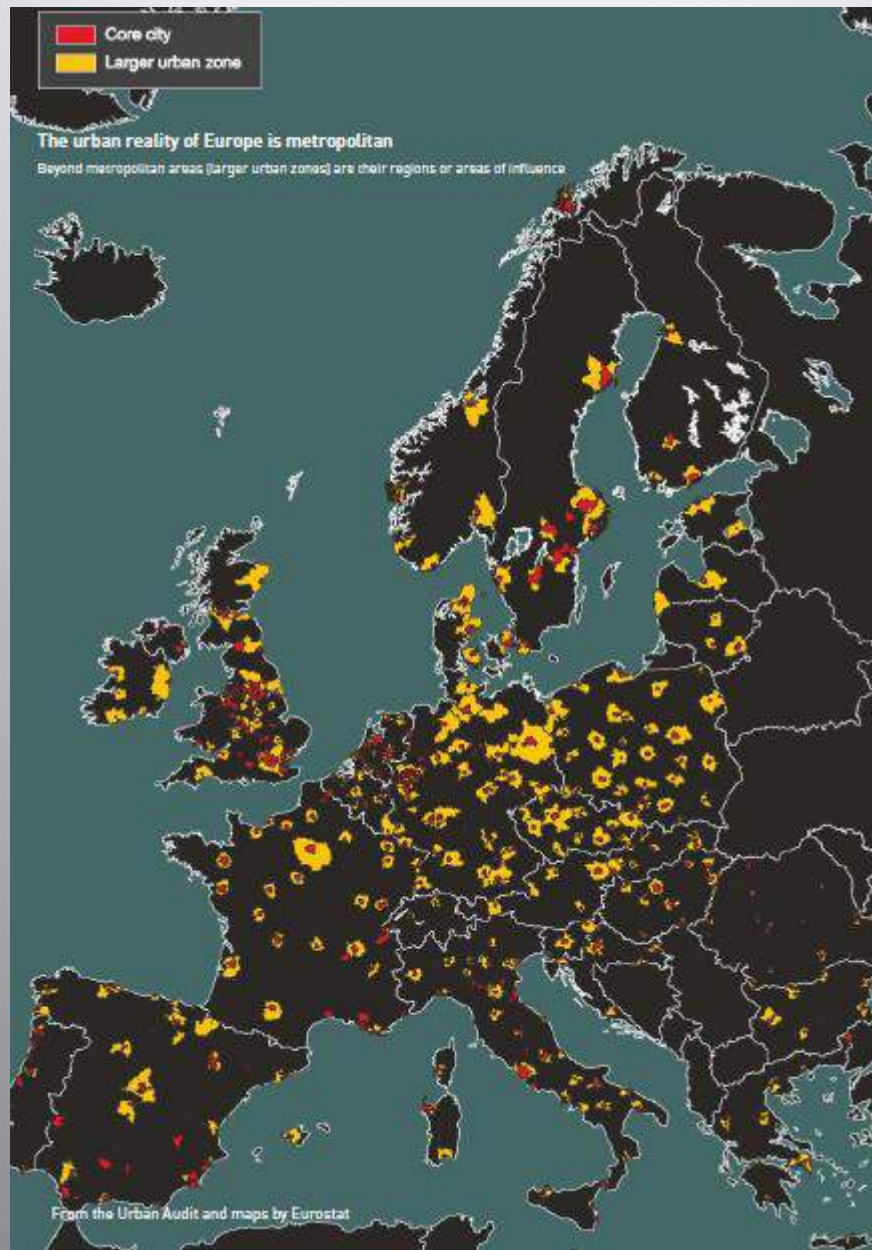 Core city
Larger urban zone
The urban reality of Europe is metropolitan
Beyond metropolitan areas (larger urban zones) are their regions or areas of influence
From the Urban Audit and maps by Eurostat